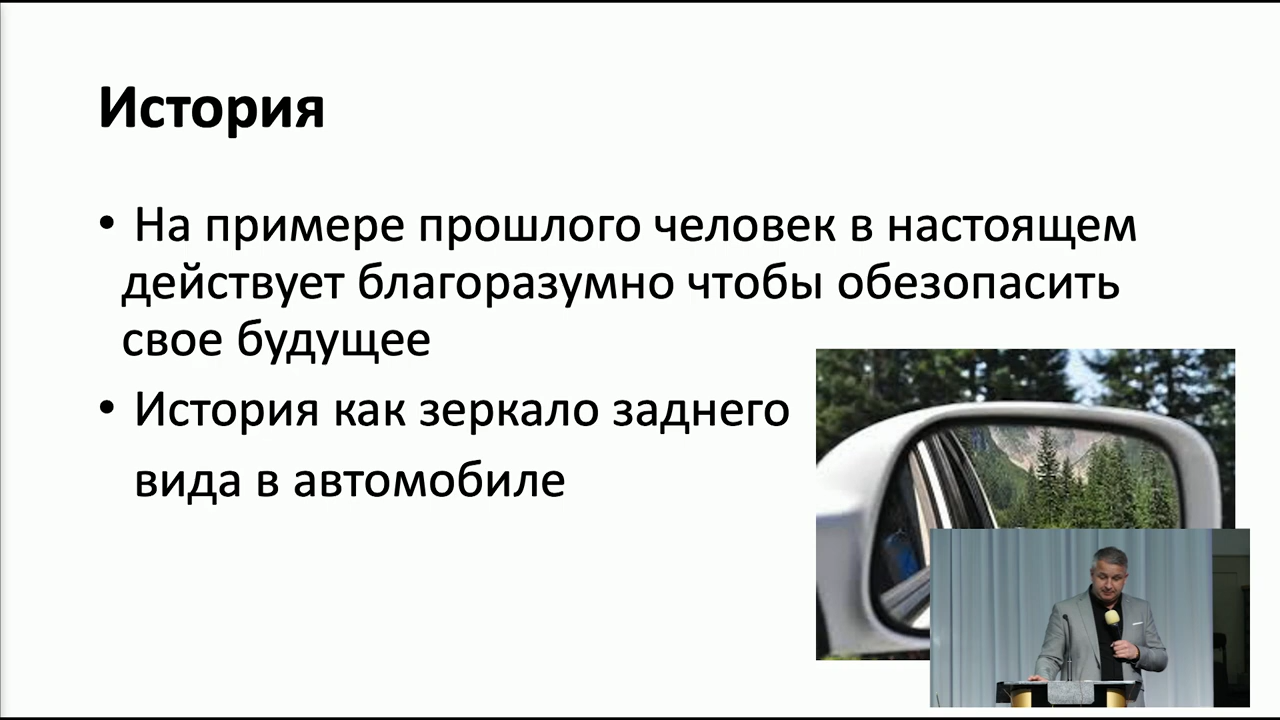 История
• На примере прошлого человек в настоящем
действует благоразумно чтобы обезопасить
свое будущее
• История как зеркало заднего
вида в автомобиле